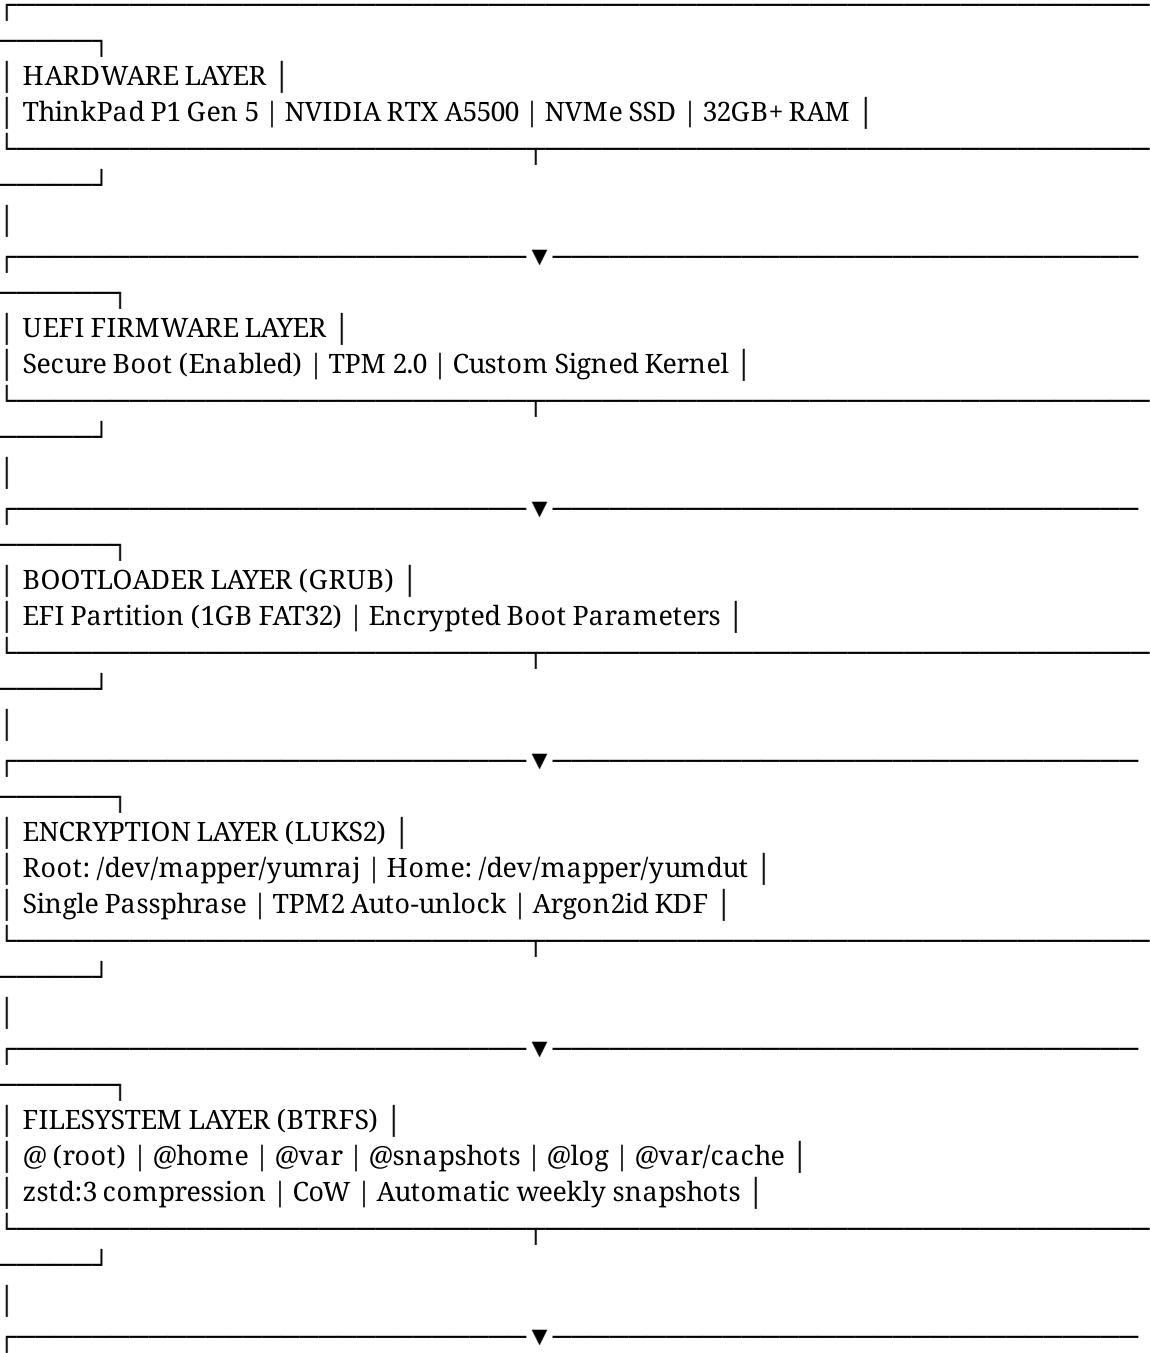 ┌─────────────────────────────────────────────────────────────
─────┐
│ HARDWARE LAYER │
│ ThinkPad P1 Gen 5 | NVIDIA RTX A5500 | NVMe SSD | 32GB+ RAM │
└────────────────────────────┬────────────────────────────────
─────┘
│
┌────────────────────────────▼───────────────────────────────
──────┐
│ UEFI FIRMWARE LAYER │
│ Secure Boot (Enabled) | TPM 2.0 | Custom Signed Kernel │
└────────────────────────────┬────────────────────────────────
─────┘
│
┌────────────────────────────▼───────────────────────────────
──────┐
│ BOOTLOADER LAYER (GRUB) │
│ EFI Partition (1GB FAT32) | Encrypted Boot Parameters │
└────────────────────────────┬────────────────────────────────
─────┘
│
┌────────────────────────────▼───────────────────────────────
──────┐
│ ENCRYPTION LAYER (LUKS2) │
│ Root: /dev/mapper/yumraj | Home: /dev/mapper/yumdut │
│ Single Passphrase | TPM2 Auto-unlock | Argon2id KDF │
└────────────────────────────┬────────────────────────────────
─────┘
│
┌────────────────────────────▼───────────────────────────────
──────┐
│ FILESYSTEM LAYER (BTRFS) │
│ @ (root) | @home | @var | @snapshots | @log | @var/cache │
│ zstd:3 compression | CoW | Automatic weekly snapshots │
└────────────────────────────┬────────────────────────────────
─────┘
│
┌────────────────────────────▼───────────────────────────────